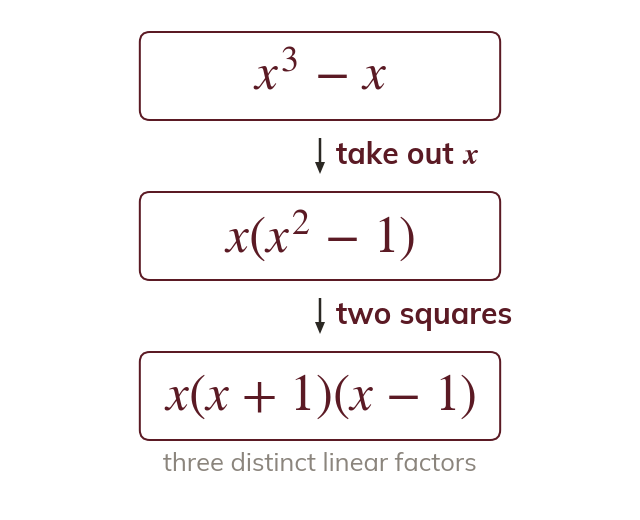 x³ − x
take out x
x(x² − 1)
two squares
x(x + 1)(x − 1)
three distinct linear factors